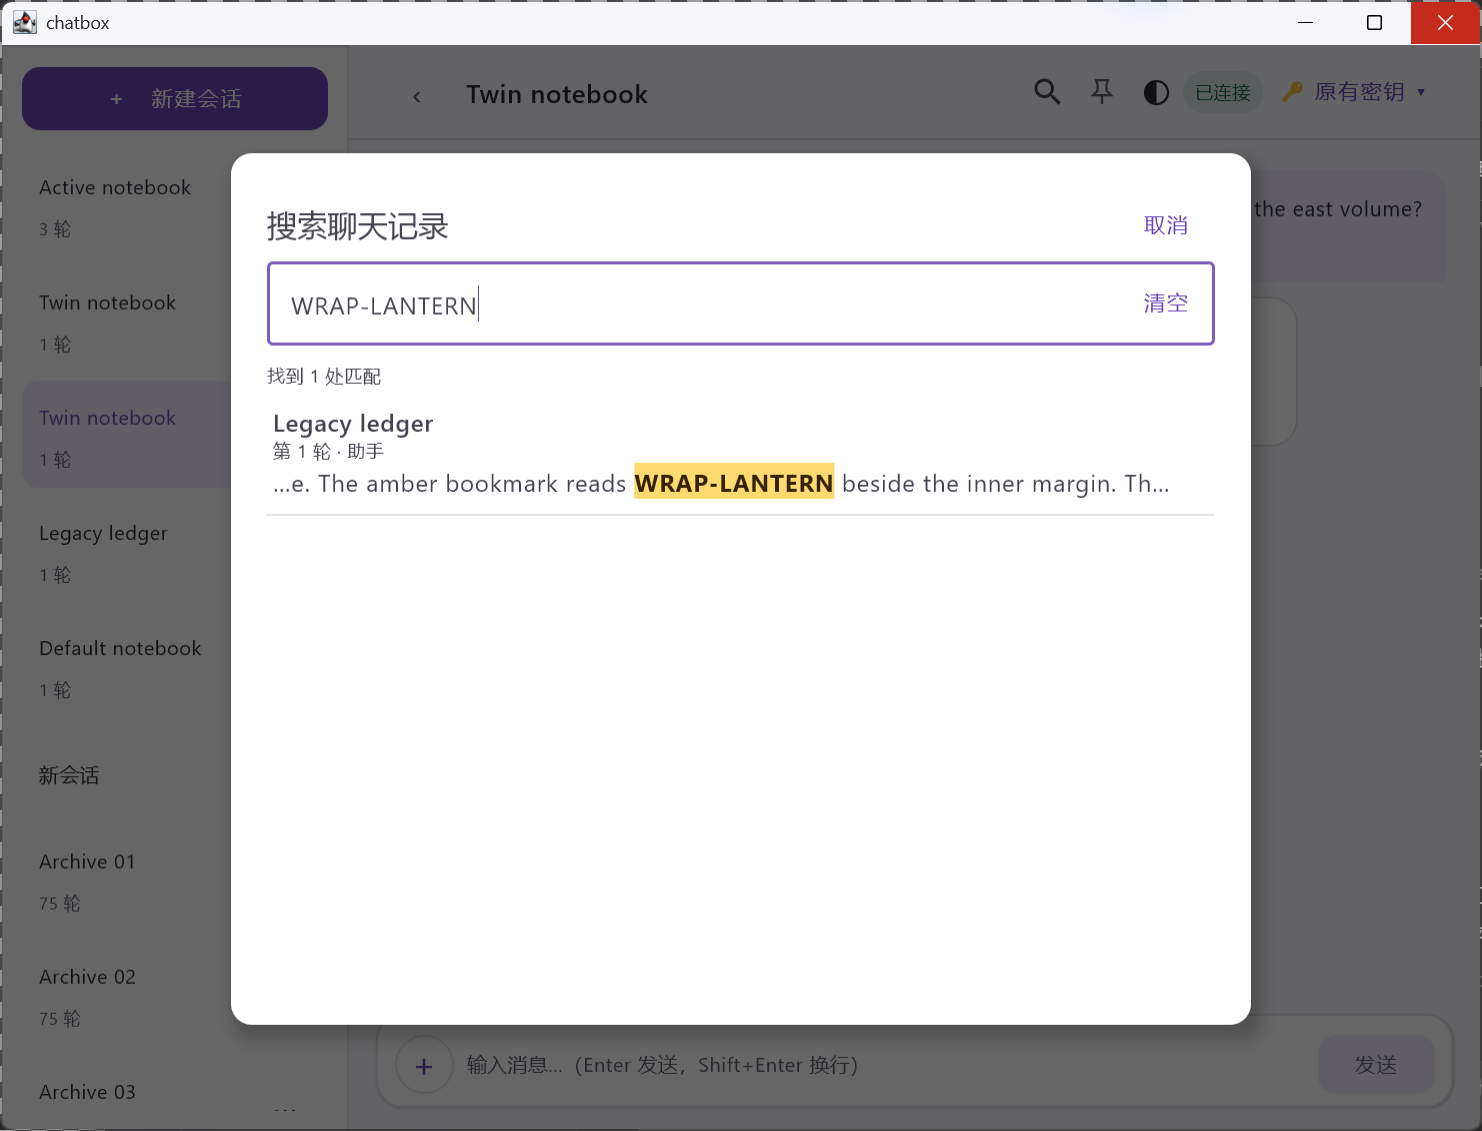 chatbox
+ 新建会话
‹ Twin notebook
已连接
原有密钥 ▾
Active notebook
3 轮
Twin notebook
1 轮
Twin notebook
1 轮
Legacy ledger
1 轮
Default notebook
1 轮
新会话
Archive 01
75 轮
Archive 02
75 轮
Archive 03
...
the east volume?
搜索聊天记录
取消
WRAP-LANTERN
清空
找到 1 处匹配
Legacy ledger
第 1 轮 · 助手
...e. The amber bookmark reads WRAP-LANTERN beside the inner margin. Th...
+ 输入消息... (Enter 发送, Shift+Enter 换行)
发送